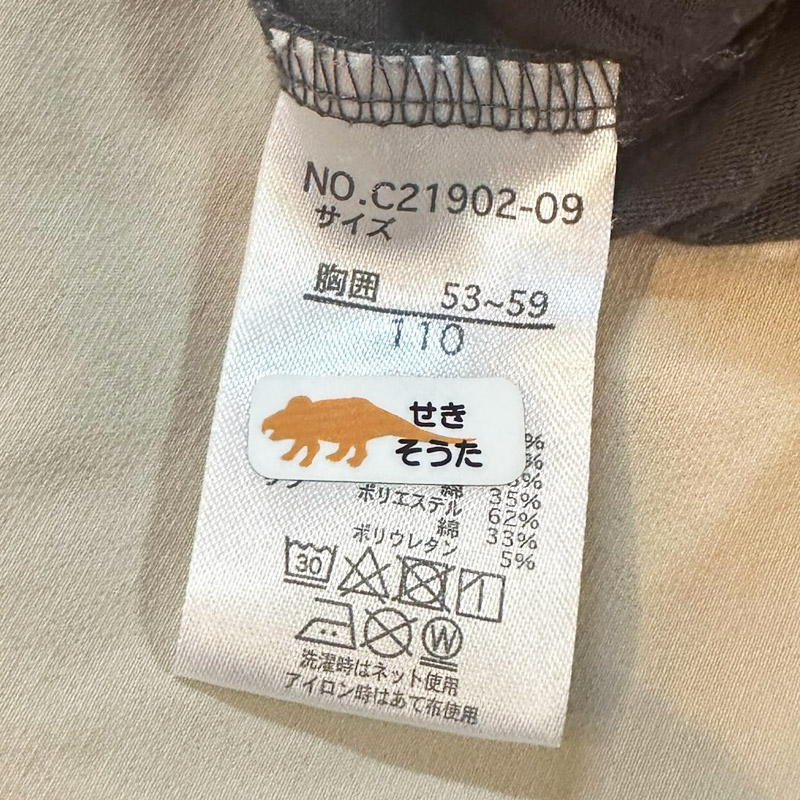 NO.C21902-09
サイズ
胸囲 53~59
110
せき
そうた
%
%
5%
綿 35%
ポリエステル 62%
綿 33%
ポリウレタン 5%
30
W
洗濯時はネット使用
アイロン時はあて布使用